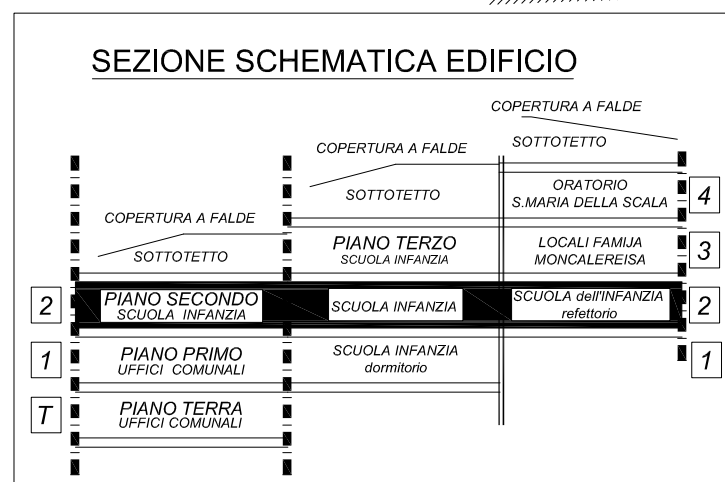 SEZIONE SCHEMATICA EDIFICIO
COPERTURA A FALDE
SOTTOTETTO
COPERTURA A FALDE
SOTTOTETTO
ORATORIO
S.MARIA DELLA SCALA
4
COPERTURA A FALDE
SOTTOTETTO
PIANO TERZO
SCUOLA INFANZIA
LOCALI FAMIJA
MONCALEREISA
3
2
PIANO SECONDO
SCUOLA INFANZIA
SCUOLA INFANZIA
SCUOLA dell'INFANZIA
refettorio
2
1
PIANO PRIMO
UFFICI COMUNALI
SCUOLA INFANZIA
dormitorio
1
T
PIANO TERRA
UFFICI COMUNALI